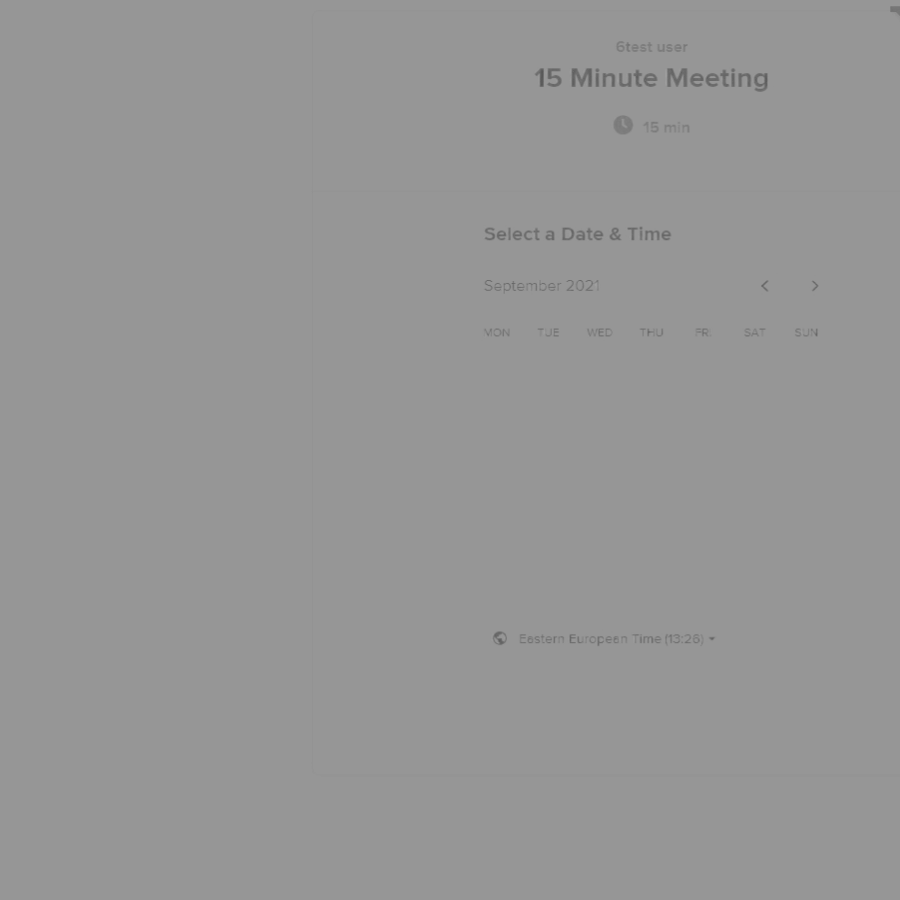 6test user
15 Minute Meeting
15 min
Select a Date & Time
September 2021
MON TUE WED THU FRI SAT SUN
Eastern European Time (13:26)